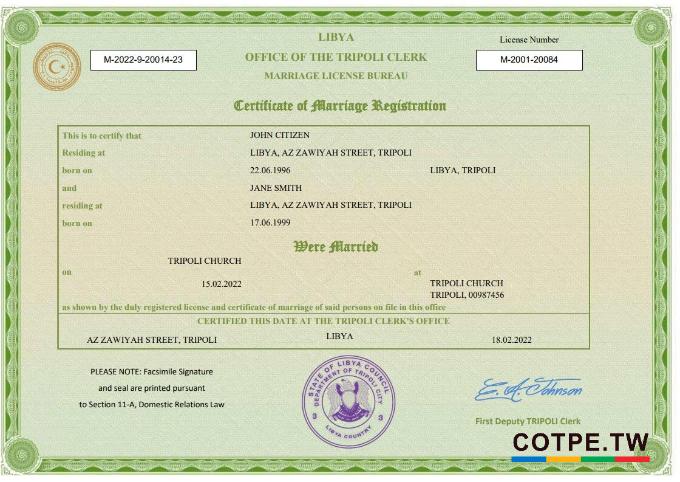 LIBYA
License Number
M-2022-9-20014-23
OFFICE OF THE TRIPOLI CLERK
M-2001-20084
MARRIAGE LICENSE BUREAU
Certificate of Marriage Registration
This is to certify that JOHN CITIZEN
Residing at LIBYA, AZ ZAWIYAH STREET, TRIPOLI
born on 22.06.1996 LIBYA, TRIPOLI
and JANE SMITH
residing at LIBYA, AZ ZAWIYAH STREET, TRIPOLI
born on 17.06.1999
Were Married
TRIPOLI CHURCH
on at
15.02.2022 TRIPOLI CHURCH
TRIPOLI, 00987456
as shown by the duly registered license and certificate of marriage of said persons on file in this office
CERTIFIED THIS DATE AT THE TRIPOLI CLERK'S OFFICE
AZ ZAWIYAH STREET, TRIPOLI LIBYA 18.02.2022
PLEASE NOTE: Facsimile Signature
and seal are printed pursuant
to Section 11-A, Domestic Relations Law
STATE OF LIBYA COUNCIL
DEPARTMENT OF TRIPOLI CITY
3 3
LIBYA COUNTRY
E. A. Johnson
First Deputy TRIPOLI Clerk
COTPE.TW